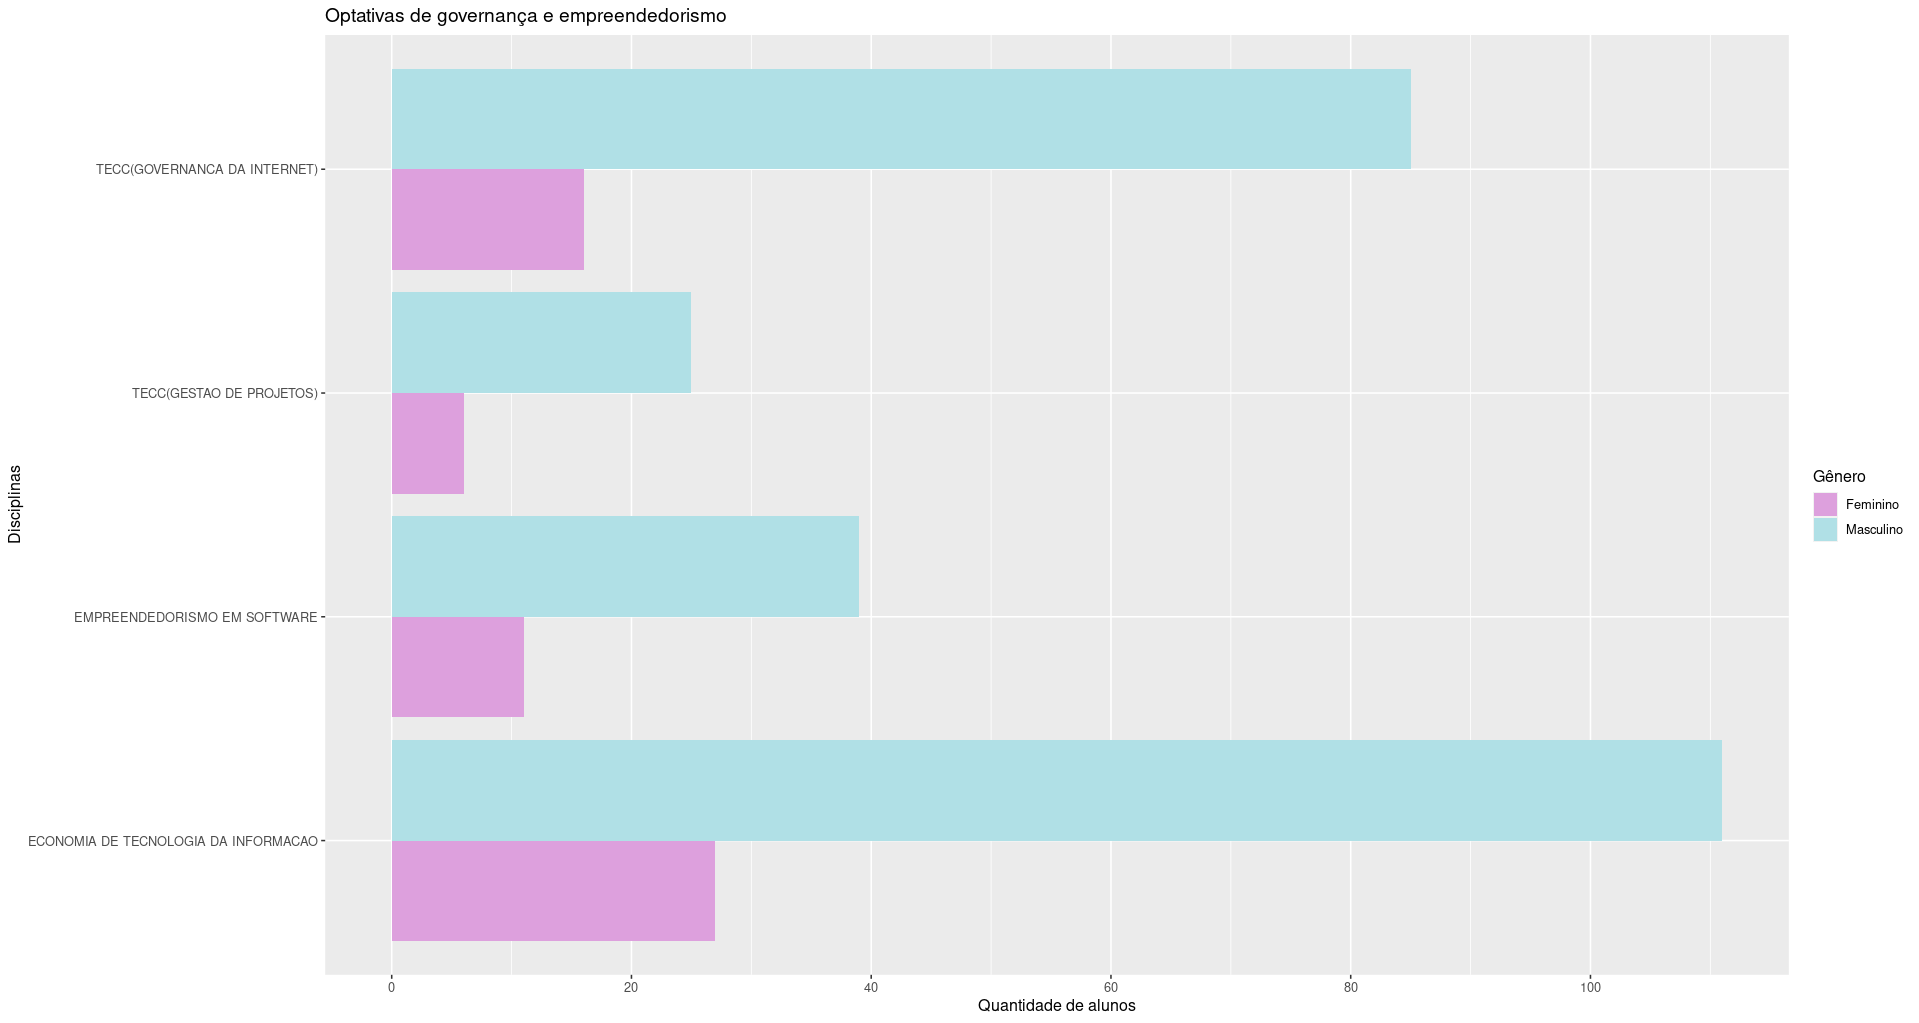 Optativas de governança e empreendedorismo
TECC(GOVERNANCA DA INTERNET)
TECC(GESTAO DE PROJETOS)
EMPREENDEDORISMO EM SOFTWARE
ECONOMIA DE TECNOLOGIA DA INFORMACAO
Disciplinas
0 20 40 60 80 100
Quantidade de alunos
Gênero
Feminino
Masculino